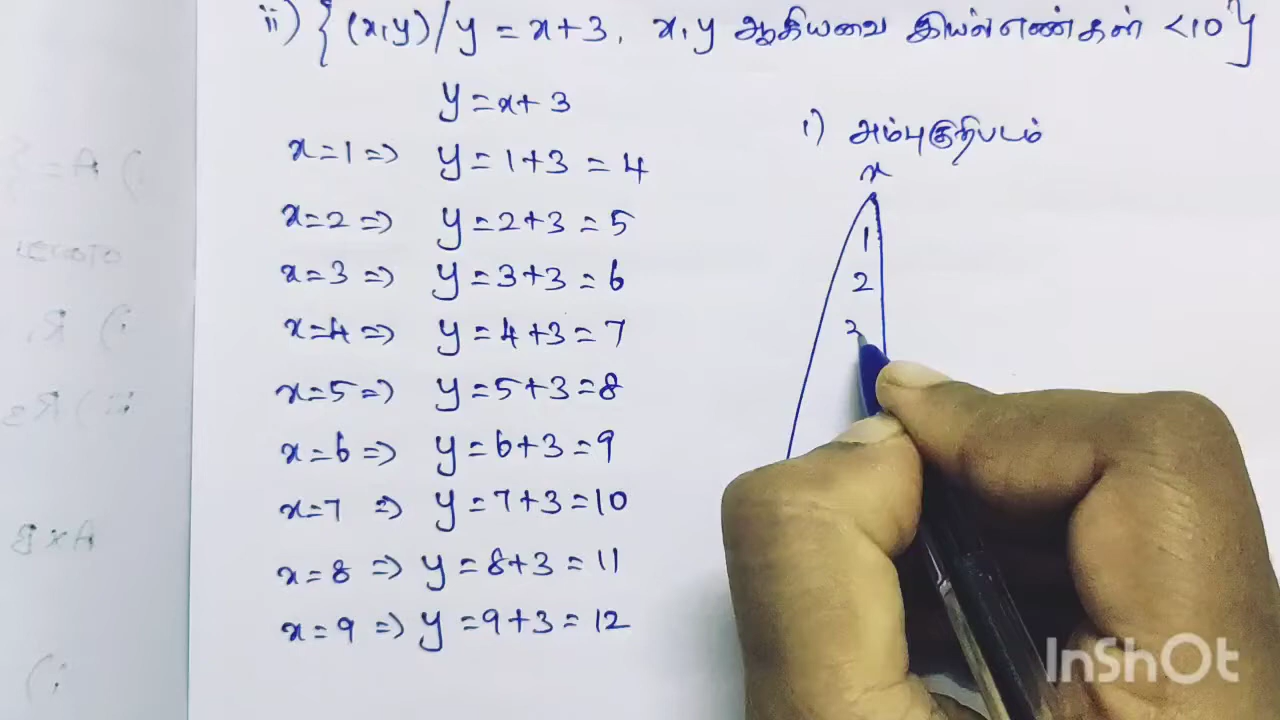 ii) { (x,y) / y = x+3, x,y ஆகியவை இயல் எண்கள் <10 }
y = x+3
x=1 => y = 1+3 = 4
x=2 => y = 2+3 = 5
x=3 => y = 3+3 = 6
x=4 => y = 4+3 = 7
x=5 => y = 5+3 = 8
x=6 => y = 6+3 = 9
x=7 => y = 7+3 = 10
x=8 => y = 8+3 = 11
x=9 => y = 9+3 = 12
i) அம்புகுறிபடம்
x
1
2
InShOt